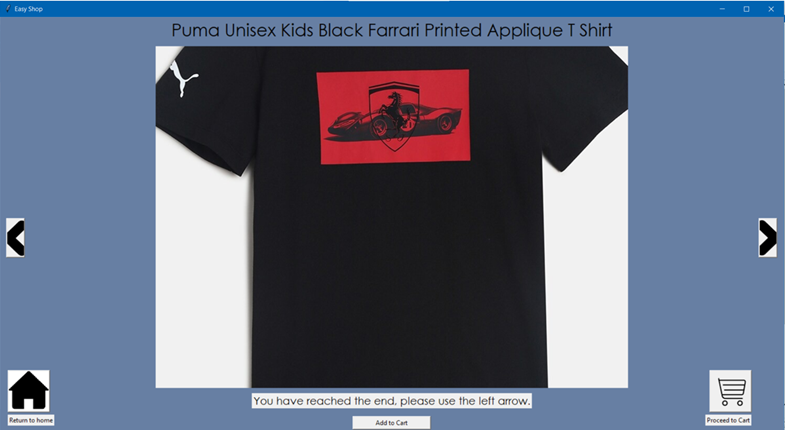 Easy Shop
Puma Unisex Kids Black Farrari Printed Applique T Shirt
You have reached the end, please use the left arrow.
Return to home
Add to Cart
Proceed to Cart